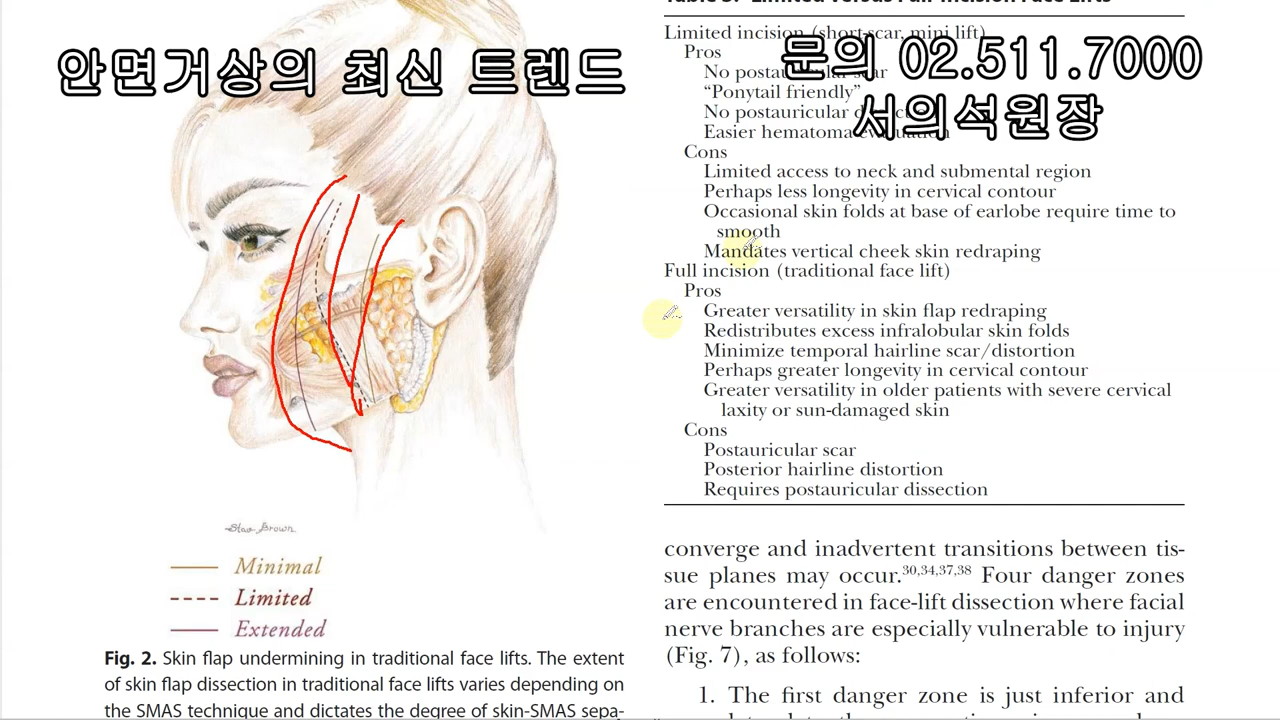 안면거상의 최신 트렌드
문의 02.511.7000
서의석원장
Steve Brown
Minimal
Limited
Extended
Fig. 2. Skin flap undermining in traditional face lifts. The extent
of skin flap dissection in traditional face lifts varies depending on
the SMAS technique and dictates the degree of skin-SMAS sepa-
Limited incision (short-scar, mini lift)
Pros
No postauricular scar
“Ponytail friendly”
No postauricular
Easier hematoma evaluation
Cons
Limited access to neck and submental region
Perhaps less longevity in cervical contour
Occasional skin folds at base of earlobe require time to
smooth
Mandates vertical cheek skin redraping
Full incision (traditional face lift)
Pros
Greater versatility in skin flap redraping
Redistributes excess infralobular skin folds
Minimize temporal hairline scar/distortion
Perhaps greater longevity in cervical contour
Greater versatility in older patients with severe cervical
laxity or sun-damaged skin
Cons
Postauricular scar
Posterior hairline distortion
Requires postauricular dissection
converge and inadvertent transitions between tis-
sue planes may occur.30,34,37,38 Four danger zones
are encountered in face-lift dissection where facial
nerve branches are especially vulnerable to injury
(Fig. 7), as follows:
1. The first danger zone is just inferior and